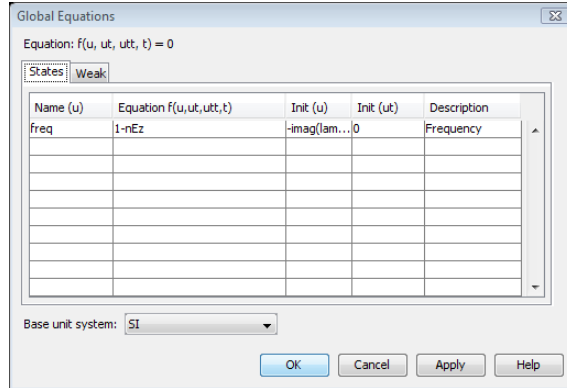 Global Equations
Equation: f(u, ut, utt, t) = 0
States Weak
Name (u) Equation f(u,ut,utt,t) Init (u) Init (ut) Description
freq 1-nEz -imag(lam... 0 Frequency
Base unit system: SI
OK Cancel Apply Help